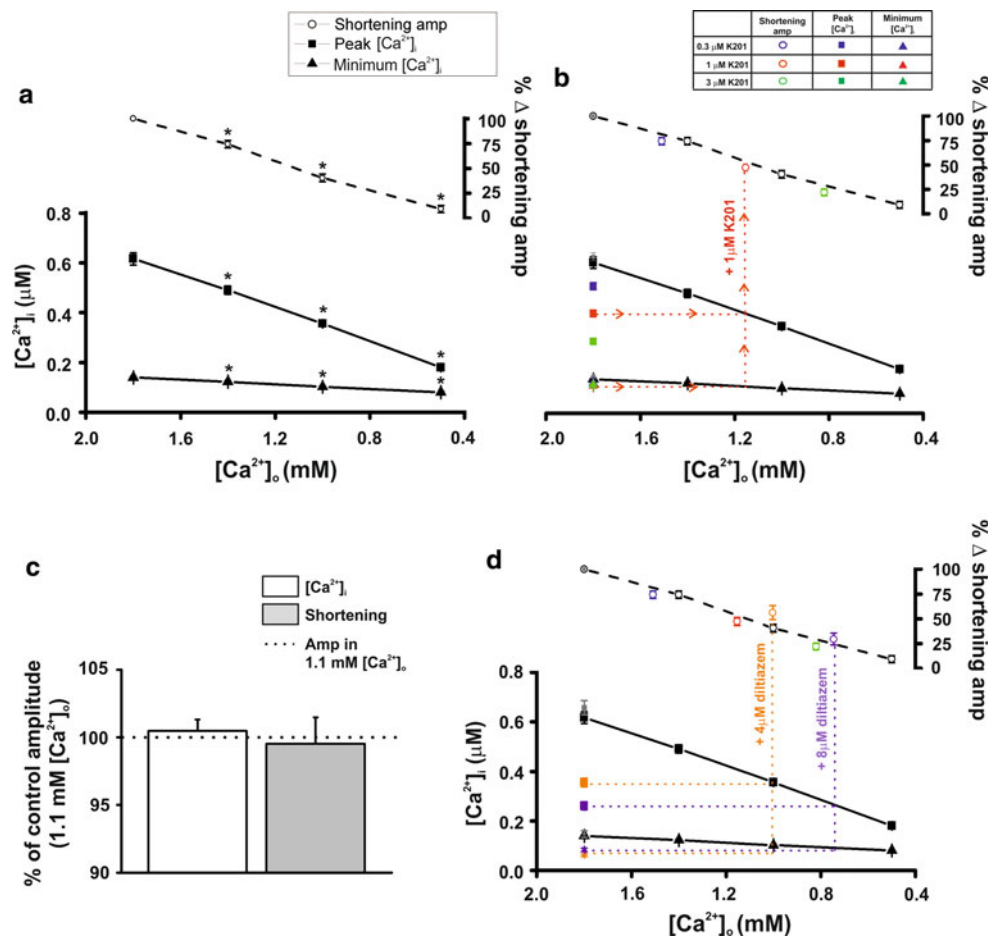 Shortening amp
Peak [Ca²⁺]ᵢ
Minimum [Ca²⁺]ᵢ
a
% Δ shortening amp
100
75
50
25
0
* * *
* * *
* * *
[Ca²⁺]ᵢ (μM)
0.8
0.6
0.4
0.2
0.0
2.0 1.6 1.2 0.8 0.4
[Ca²⁺]ₒ (mM)
Shortening amp Peak [Ca²⁺]ᵢ Minimum [Ca²⁺]ᵢ
0.3 μM K201
1 μM K201
3 μM K201
b
% Δ shortening amp
100
75
50
25
0
+ 1μM K201
0.8
0.6
0.4
0.2
0.0
2.0 1.6 1.2 0.8 0.4
[Ca²⁺]ₒ (mM)
c
[Ca²⁺]ᵢ
Shortening
Amp in
1.1 mM [Ca²⁺]ₒ
% of control amplitude
(1.1 mM [Ca²⁺]ₒ)
105
100
95
90
d
% Δ shortening amp
100
75
50
25
0
+ 4μM diltiazem
+ 8μM diltiazem
[Ca²⁺]ᵢ (μM)
0.8
0.6
0.4
0.2
0.0
2.0 1.6 1.2 0.8 0.4
[Ca²⁺]ₒ (mM)